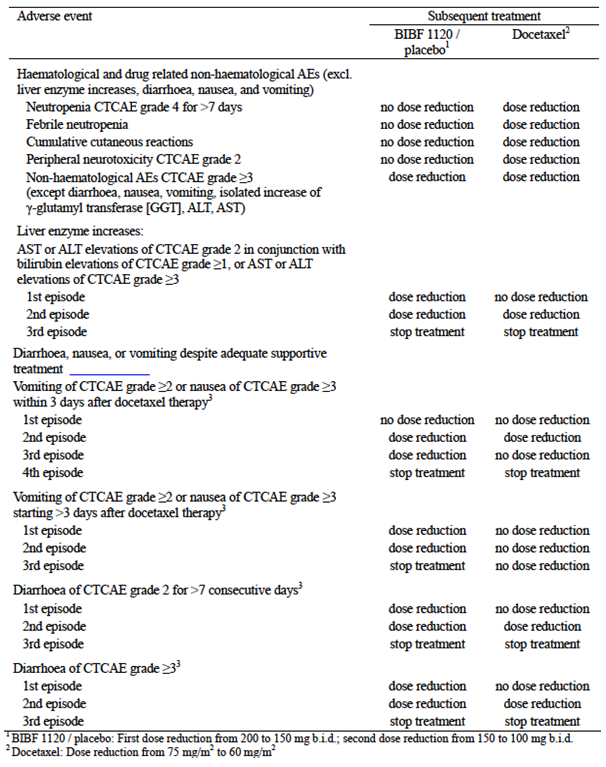 Adverse event Subsequent treatment
BIBF 1120 / placebo¹ Docetaxel²
Haematological and drug related non-haematological AEs (excl.
liver enzyme increases, diarrhoea, nausea, and vomiting)
Neutropenia CTCAE grade 4 for >7 days no dose reduction dose reduction
Febrile neutropenia no dose reduction dose reduction
Cumulative cutaneous reactions no dose reduction dose reduction
Peripheral neurotoxicity CTCAE grade 2 no dose reduction dose reduction
Non-haematological AEs CTCAE grade ≥3 dose reduction dose reduction
(except diarrhoea, nausea, vomiting, isolated increase of
γ-glutamyl transferase [GGT], ALT, AST)
Liver enzyme increases:
AST or ALT elevations of CTCAE grade 2 in conjunction with
bilirubin elevations of CTCAE grade ≥1, or AST or ALT
elevations of CTCAE grade ≥3
1st episode dose reduction no dose reduction
2nd episode dose reduction dose reduction
3rd episode stop treatment stop treatment
Diarrhoea, nausea, or vomiting despite adequate supportive
treatment
Vomiting of CTCAE grade ≥2 or nausea of CTCAE grade ≥3
within 3 days after docetaxel therapy³
1st episode no dose reduction no dose reduction
2nd episode dose reduction dose reduction
3rd episode dose reduction no dose reduction
4th episode stop treatment stop treatment
Vomiting of CTCAE grade ≥2 or nausea of CTCAE grade ≥3
starting >3 days after docetaxel therapy³
1st episode dose reduction no dose reduction
2nd episode dose reduction no dose reduction
3rd episode stop treatment no dose reduction
Diarrhoea of CTCAE grade 2 for >7 consecutive days³
1st episode dose reduction no dose reduction
2nd episode dose reduction dose reduction
3rd episode stop treatment stop treatment
Diarrhoea of CTCAE grade ≥3³
1st episode dose reduction no dose reduction
2nd episode dose reduction dose reduction
3rd episode stop treatment stop treatment
¹ BIBF 1120 / placebo: First dose reduction from 200 to 150 mg b.i.d.; second dose reduction from 150 to 100 mg b.i.d.
² Docetaxel: Dose reduction from 75 mg/m² to 60 mg/m²